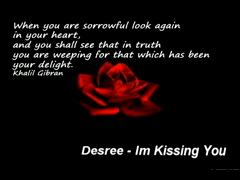 When you are sorrowful look again
in your heart,
and you shall see that in truth
you are weeping for that which has been
your delight.
Khalil Gibran
Desree - Im Kissing You